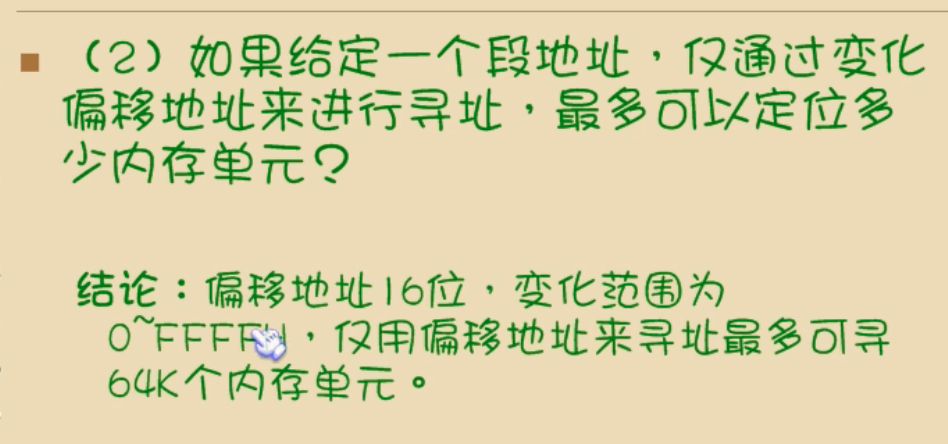 （2）如果给定一个段地址，仅通过变化
偏移地址来进行寻址，最多可以定位多
少内存单元？
结论：偏移地址16位，变化范围为
0~FFFFH，仅用偏移地址来寻址最多可寻
64K个内存单元。